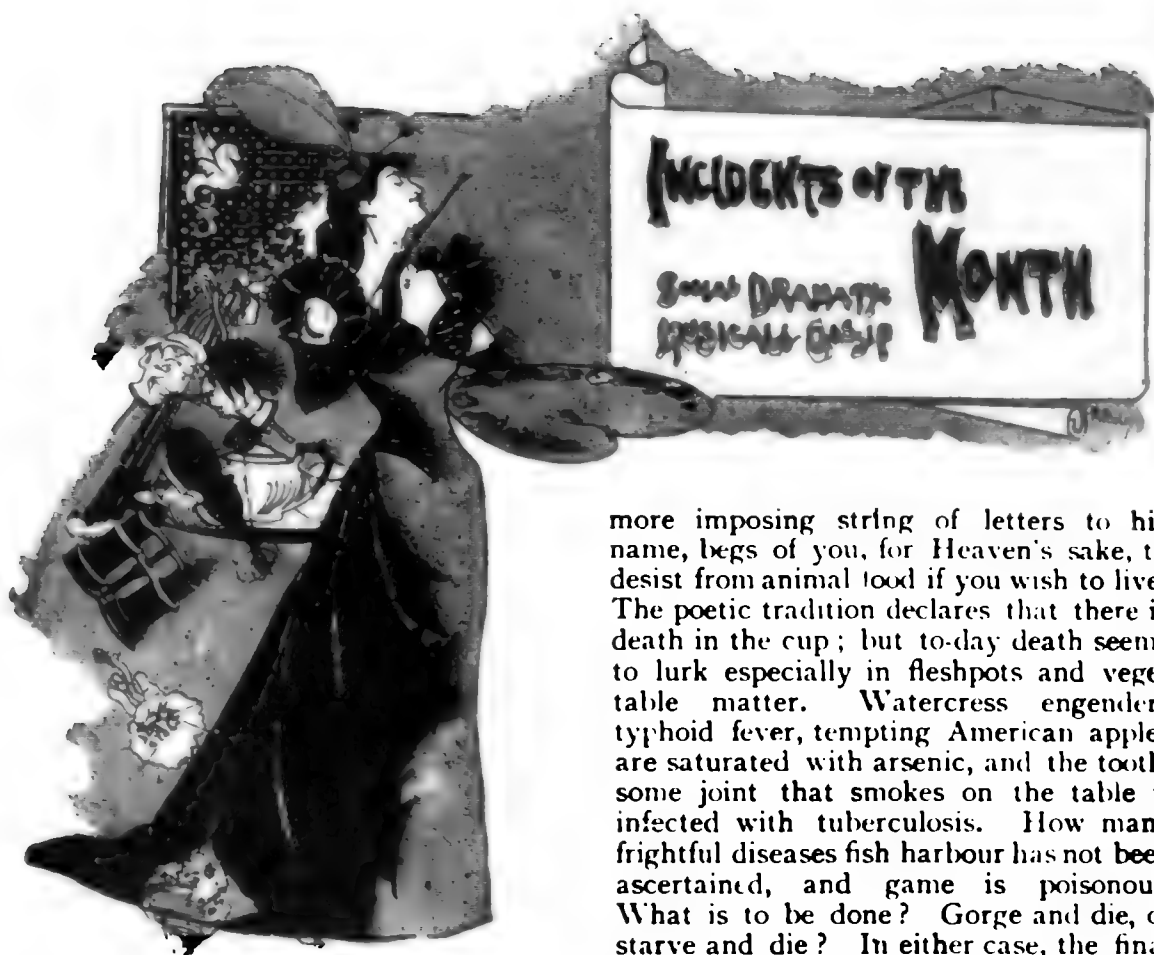 INCIDENTS OF THE
MONTH
DRAMATIC
more imposing string of letters to hi
name, begs of you, for Heaven's sake, t
desist from animal food if you wish to live
The poetic tradition declares that there i
death in the cup; but to-day death seem
to lurk especially in fleshpots and vege
table matter. Watercress engender
typhoid fever, tempting American apple
are saturated with arsenic, and the tooth
some joint that smokes on the table
infected with tuberculosis. How man
frightful diseases fish harbour has not bee
ascertained, and game is poisonou
What is to be done? Gorge and die, o
starve and die? In either case, the fina